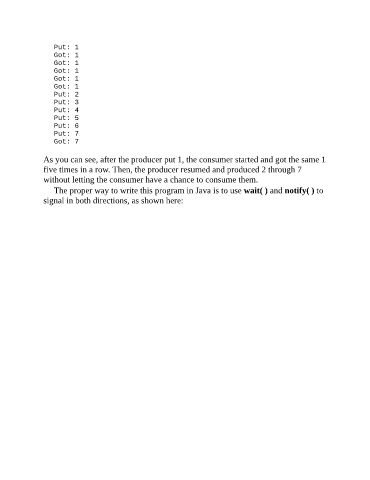 Put: 1
Got: 1
Got: 1
Got: 1
Got: 1
Got: 1
Put: 2
Put: 3
Put: 4
Put: 5
Put: 6
Put: 7
Got: 7
As you can see, after the producer put 1, the consumer started and got the same 1
five times in a row. Then, the producer resumed and produced 2 through 7
without letting the consumer have a chance to consume them.
The proper way to write this program in Java is to use wait( ) and notify( ) to
signal in both directions, as shown here: